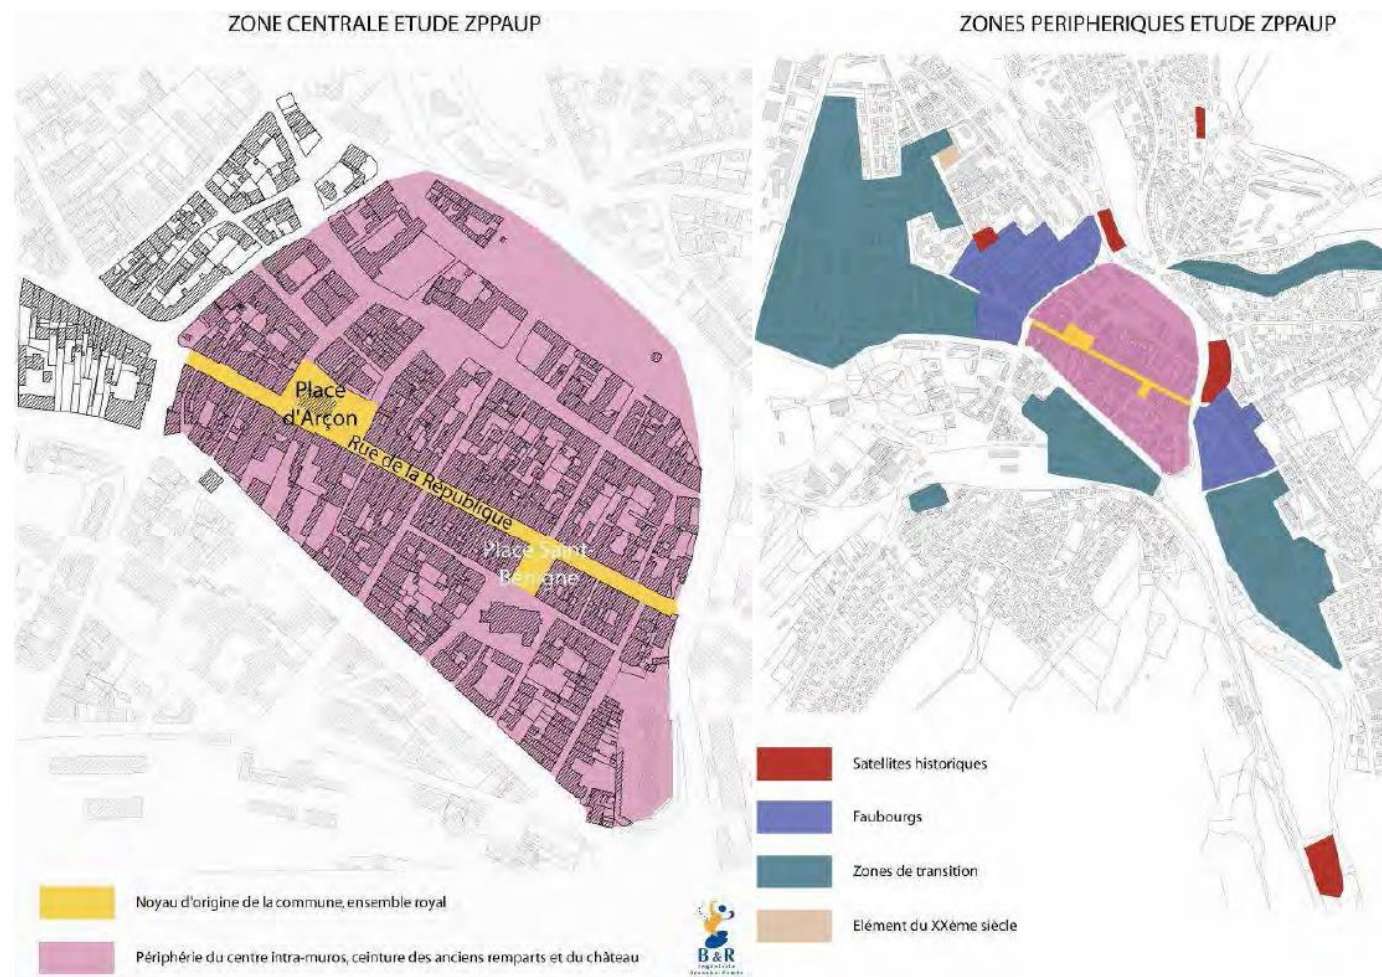 ZONE CENTRALE ETUDE ZPPAUP
ZONES PERIPHERIQUES ETUDE ZPPAUP
Place
d'Arçon
Rue de la République
Place Saint-
Bénigne
Satellites historiques
Faubourgs
Zones de transition
Elément du XXème siècle
Noyau d'origine de la commune, ensemble royal
Périphérie du centre intra-muros, ceinture des anciens remparts et du château
B & R